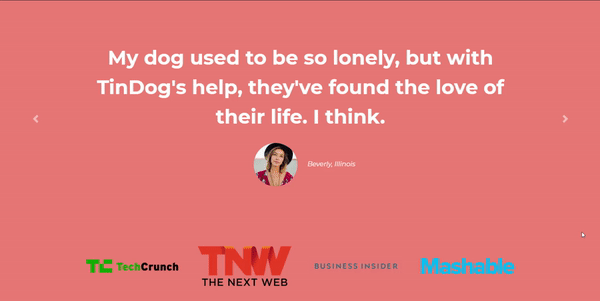 My dog used to be so lonely, but with
TinDog's help, they've found the love of
their life. I think.
Beverly, Illinois
TC TechCrunch
TNW
THE NEXT WEB
BUSINESS INSIDER
Mashable